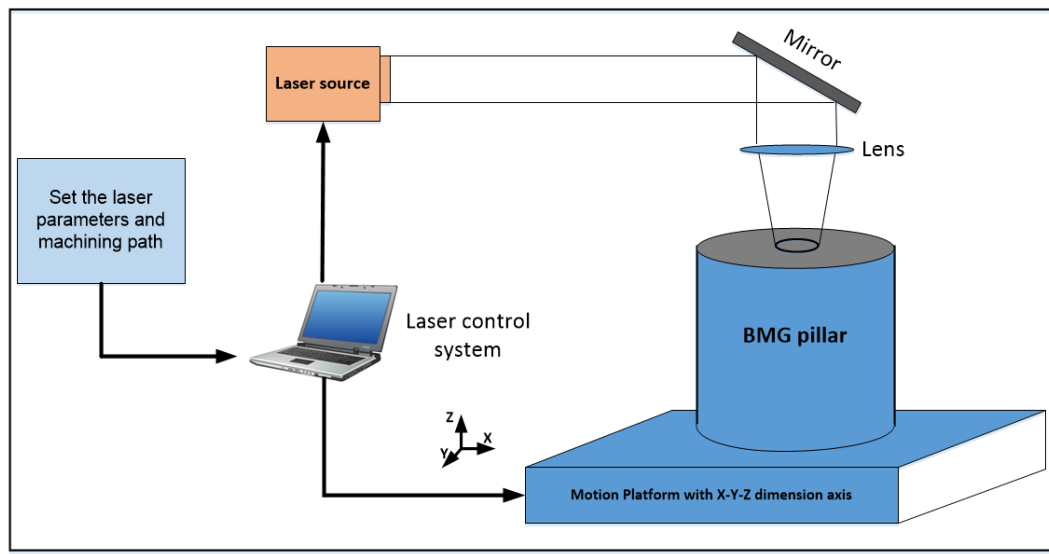 Mirror
Laser source
Lens
Set the laser
parameters and
machining path
Laser control
system
BMG pillar
Z
X
Y
Motion Platform with X-Y-Z dimension axis